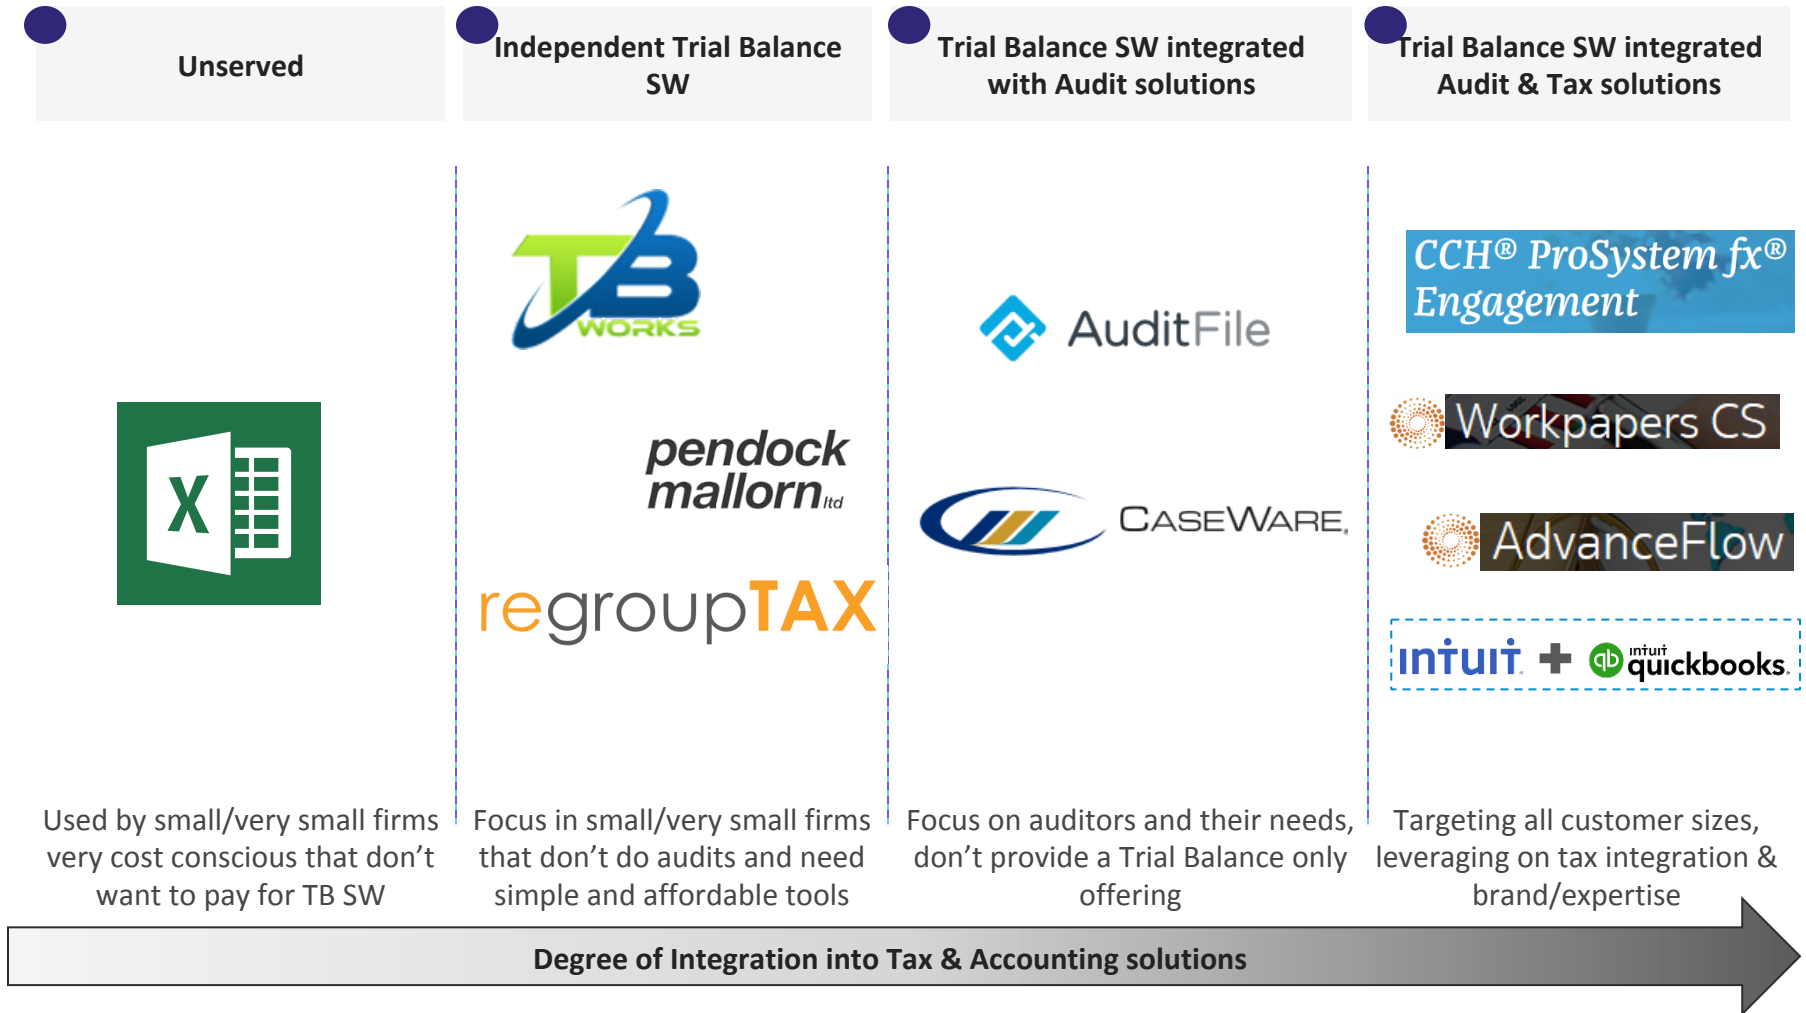 Unserved
Independent Trial Balance
SW
Trial Balance SW integrated
with Audit solutions
Trial Balance SW integrated
Audit & Tax solutions
X
TB
WORKS
pendock
mallorn ltd
regroupTAX
AuditFile
CASEWARE
CCH® ProSystem fx®
Engagement
Workpapers CS
AdvanceFlow
intuit + qb intuit quickbooks
Used by small/very small firms
very cost conscious that don’t
want to pay for TB SW
Focus in small/very small firms
that don’t do audits and need
simple and affordable tools
Focus on auditors and their needs,
don’t provide a Trial Balance only
offering
Targeting all customer sizes,
leveraging on tax integration &
brand/expertise
Degree of Integration into Tax & Accounting solutions